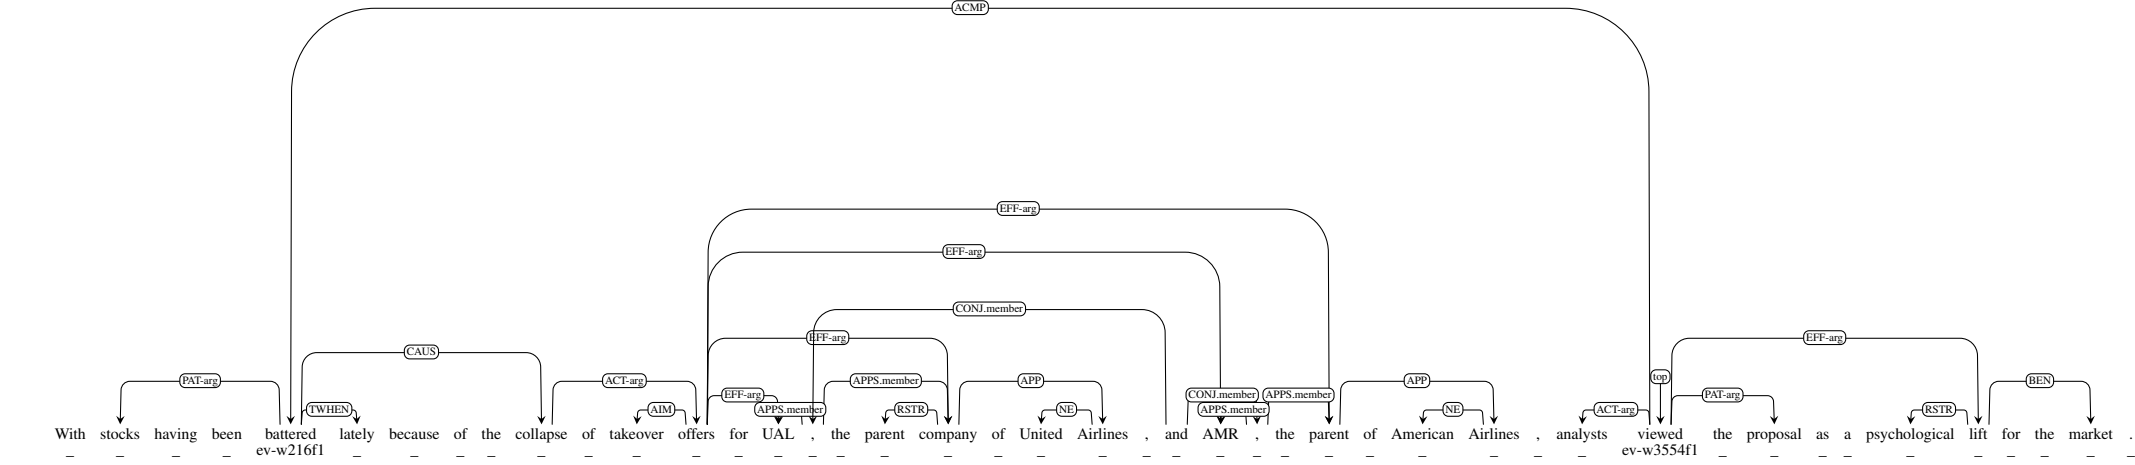 ACMP
EFF-arg
EFF-arg
CONJ.member
EFF-arg EFF-arg
CAUS
PAT-arg ACT-arg APPS.member APP APP top BEN
EFF-arg CONJ.member APPS.member PAT-arg
TWHEN AIM APPS.member RSTR NE APPS.member NE ACT-arg RSTR
With stocks having been battered lately because of the collapse of takeover offers for UAL , the parent company of United Airlines , and AMR , the parent of American Airlines , analysts viewed the proposal as a psychological lift for the market .
_ _ _ _ ev-w216f1 _ _ _ _ _ _ _ _ _ _ _ _ _ _ _ _ _ _ _ _ _ _ _ _ _ _ _ _ ev-w3554f1 _ _ _ _ _ _ _ _ _ _